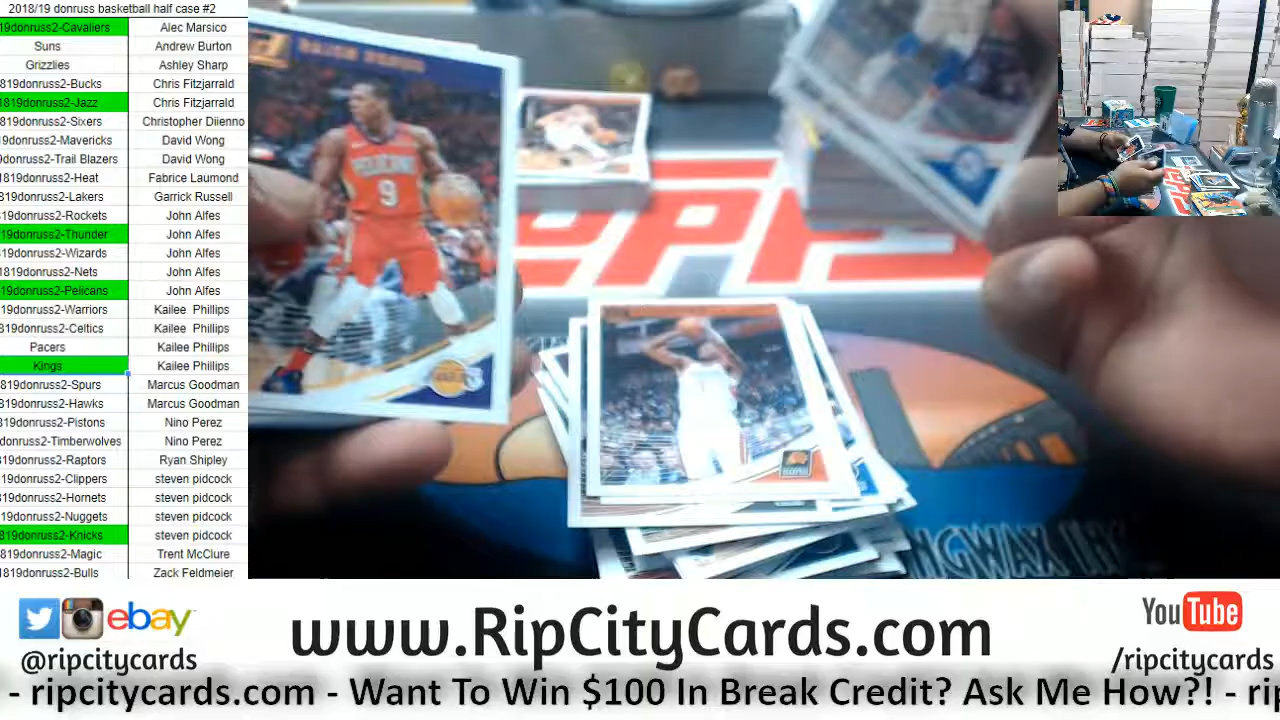 2018/19 donruss basketball half case #2
19donruss2-Cavaliers Alec Marsico
Suns Andrew Burton
Grizzlies Ashley Sharp
1819donruss2-Bucks Chris Fitzjarrald
1819donruss2-Jazz Chris Fitzjarrald
1819donruss2-Sixers Christopher Diienno
19donruss2-Mavericks David Wong
donruss2-Trail Blazers David Wong
1819donruss2-Heat Fabrice Laumond
819donruss2-Lakers Garrick Russell
19donruss2-Rockets John Alfes
19donruss2-Thunder John Alfes
19donruss2-Wizards John Alfes
1819donruss2-Nets John Alfes
19donruss2-Pelicans John Alfes
19donruss2-Warriors Kailee Phillips
819donruss2-Celtics Kailee Phillips
Pacers Kailee Phillips
Kings Kailee Phillips
819donruss2-Spurs Marcus Goodman
819donruss2-Hawks Marcus Goodman
819donruss2-Pistons Nino Perez
donruss2-Timberwolves Nino Perez
19donruss2-Raptors Ryan Shipley
19donruss2-Clippers steven pidcock
19donruss2-Hornets steven pidcock
19donruss2-Nuggets steven pidcock
819donruss2-Knicks steven pidcock
819donruss2-Magic Trent McClure
1819donruss2-Bulls Zack Feldmeier
9
ebay
@ripcitycards
www.RipCityCards.com
YouTube
/ripcitycards
- ripcitycards.com - Want To Win $100 In Break Credit? Ask Me How?! - rip